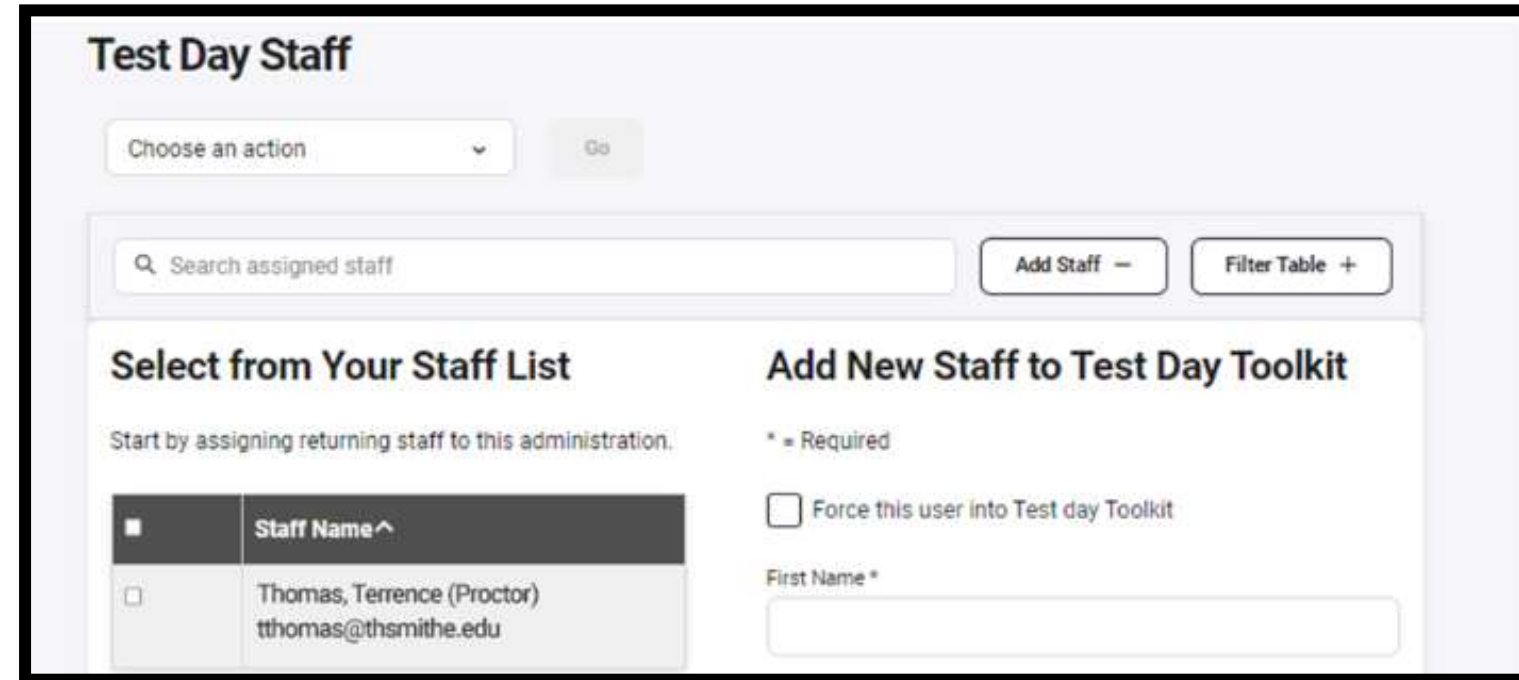 Test Day Staff
Choose an action
Go
Search assigned staff
Add Staff −
Filter Table +
Select from Your Staff List
Start by assigning returning staff to this administration.
Staff Name^
Thomas, Terrence (Proctor)
tthomas@thsmithe.edu
Add New Staff to Test Day Toolkit
* = Required
Force this user into Test day Toolkit
First Name *